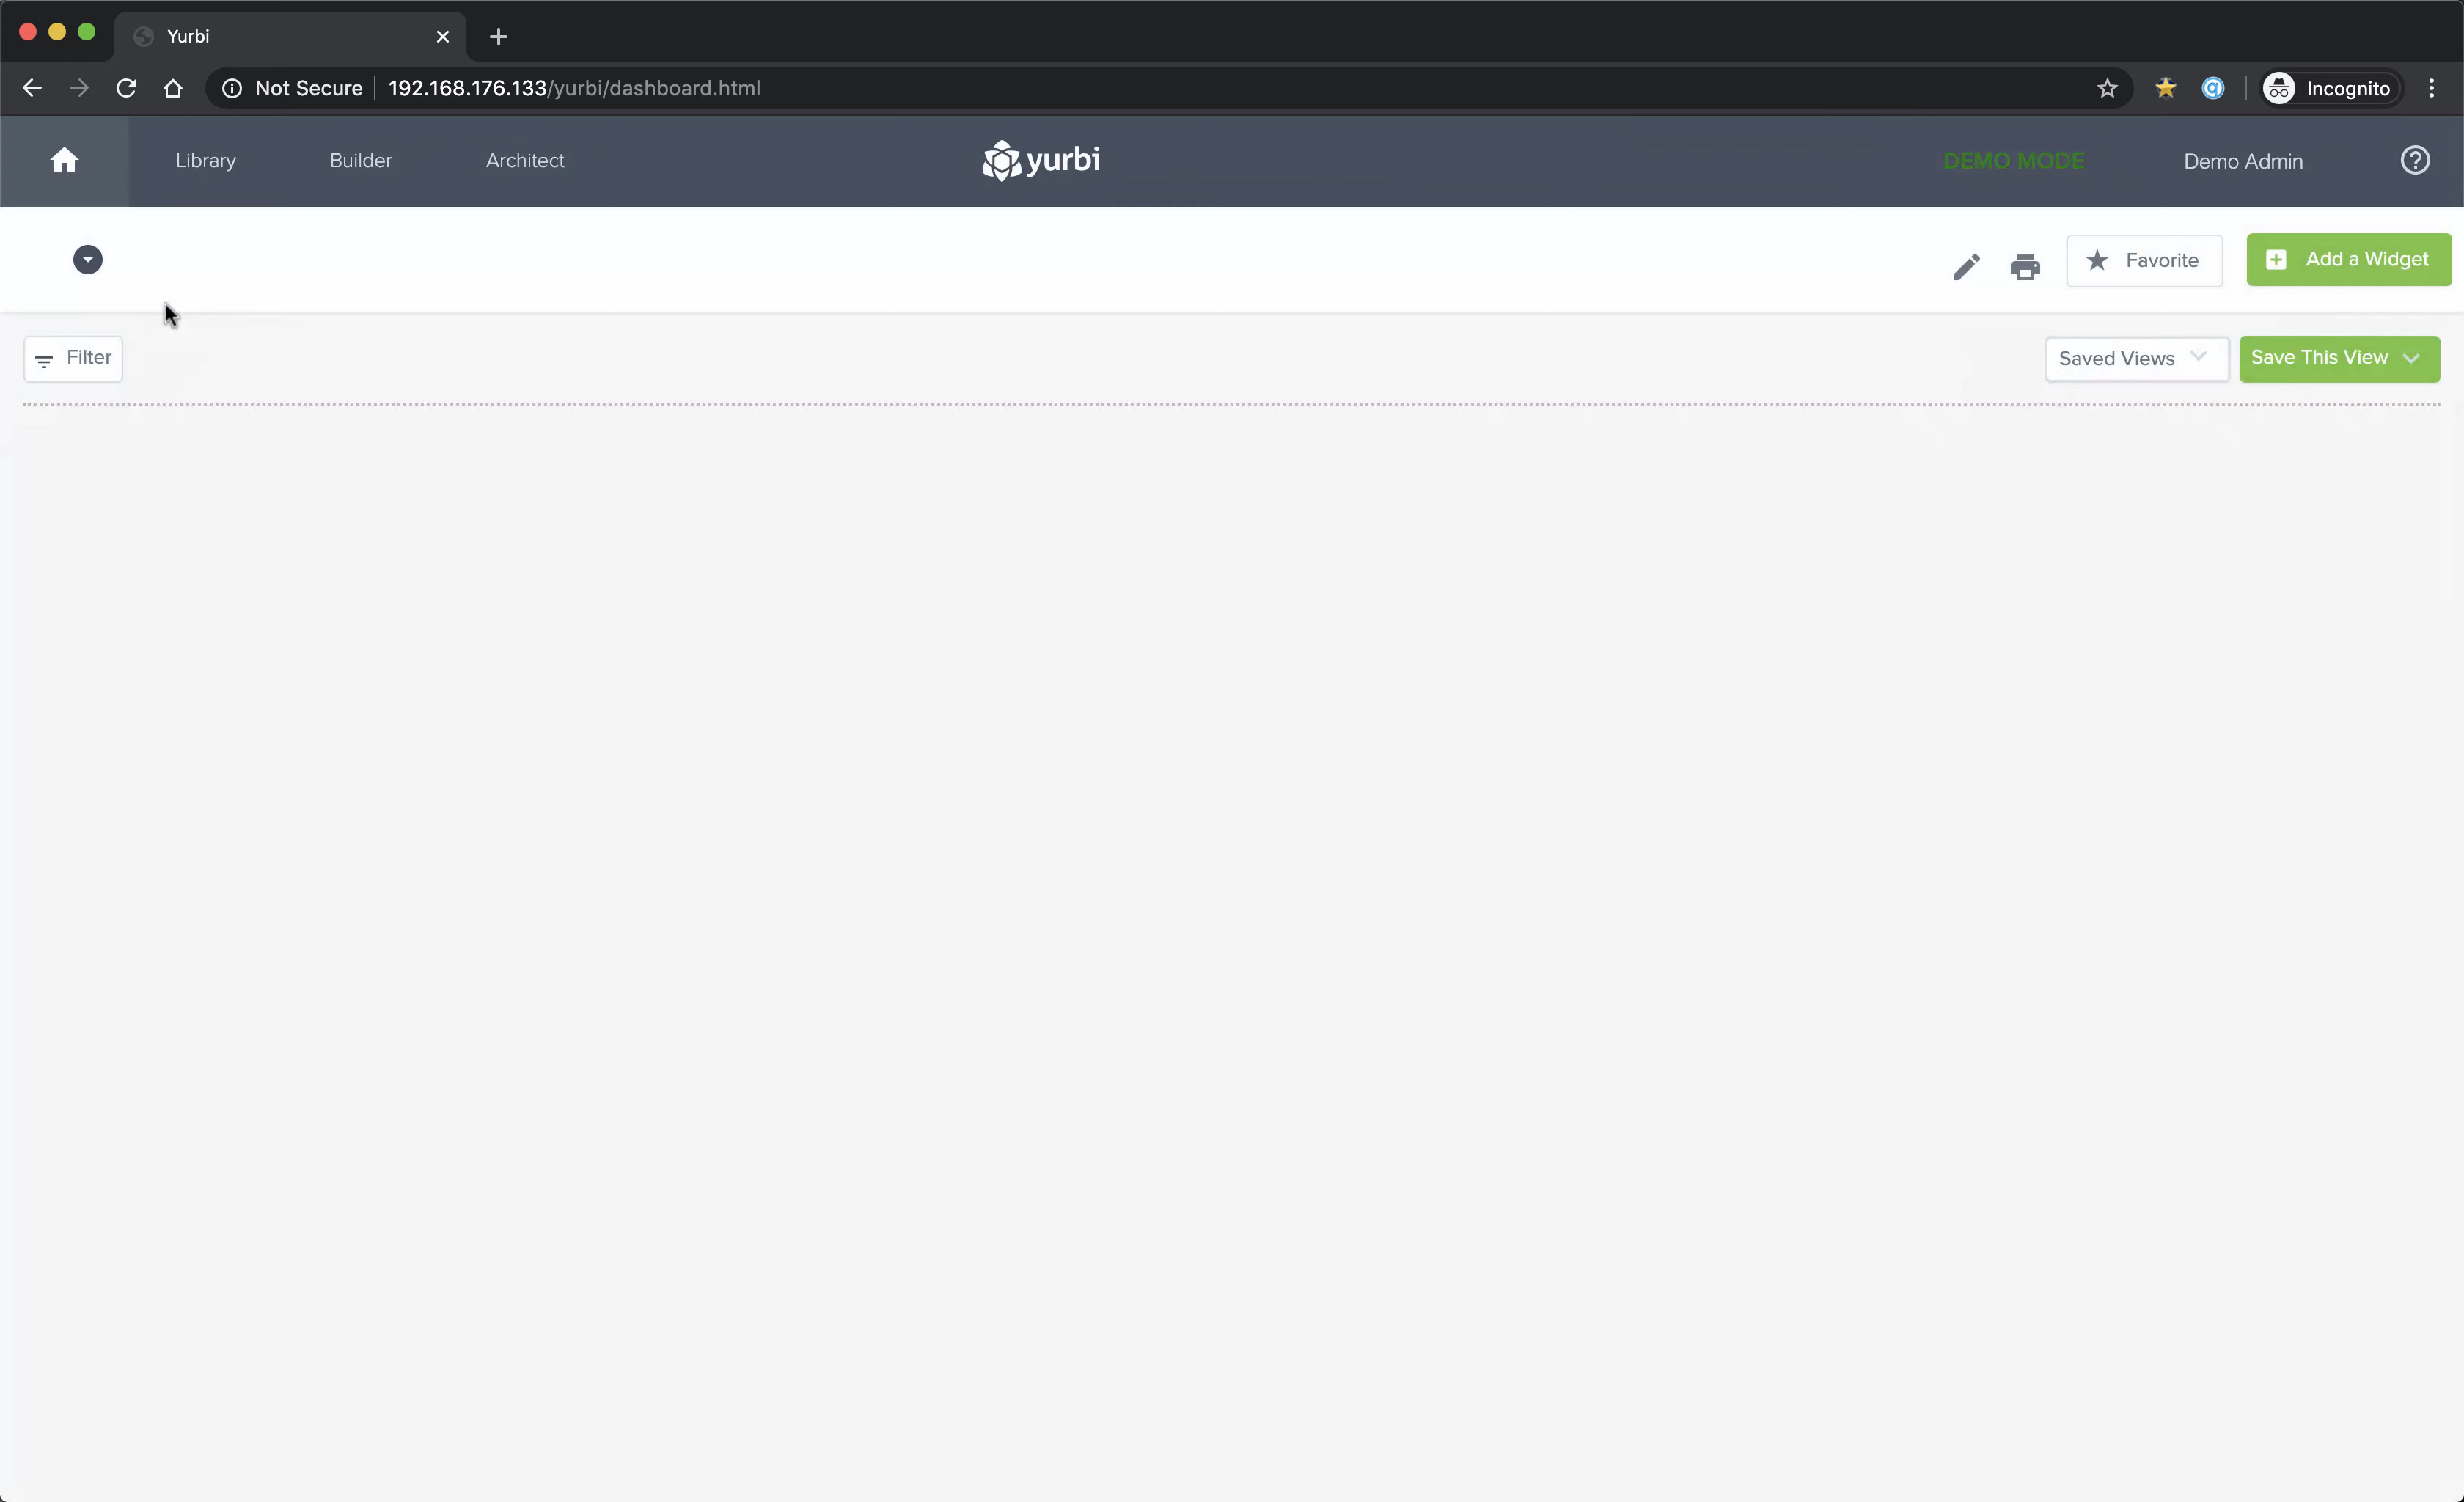 Yurbi
Not Secure 192.168.176.133/yurbi/dashboard.html Incognito
Library Builder Architect yurbi DEMO MODE Demo Admin
Favorite Add a Widget
Filter Saved Views Save This View